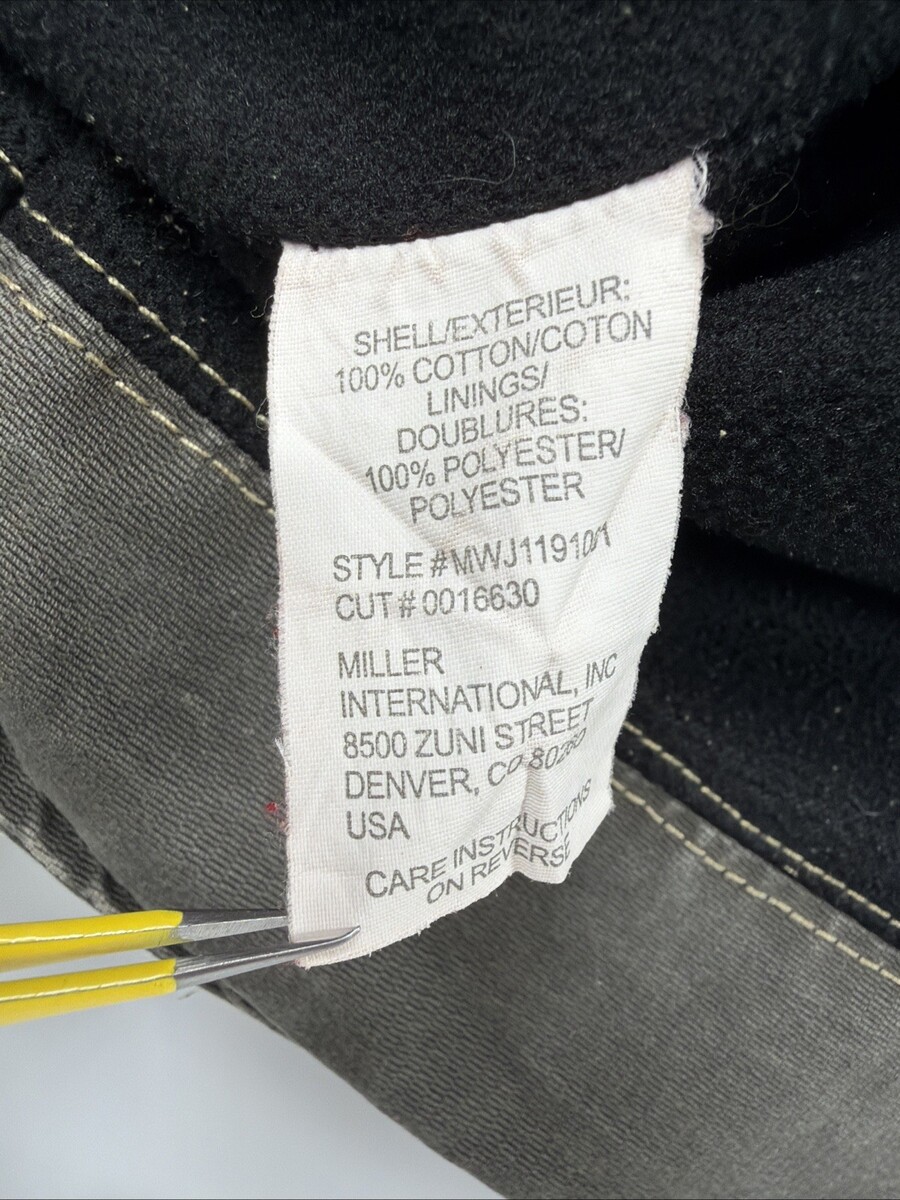 SHELL/EXTERIEUR:
100% COTTON/COTON
LININGS/
DOUBLURES:
100% POLYESTER/
POLYESTER
STYLE #
CUT # 0016630
MILLER
INTERNATIONAL, INC
8500 ZUNI STREET
DENVER, CO
USA
CARE INSTRUCTIONS
ON REVERSE